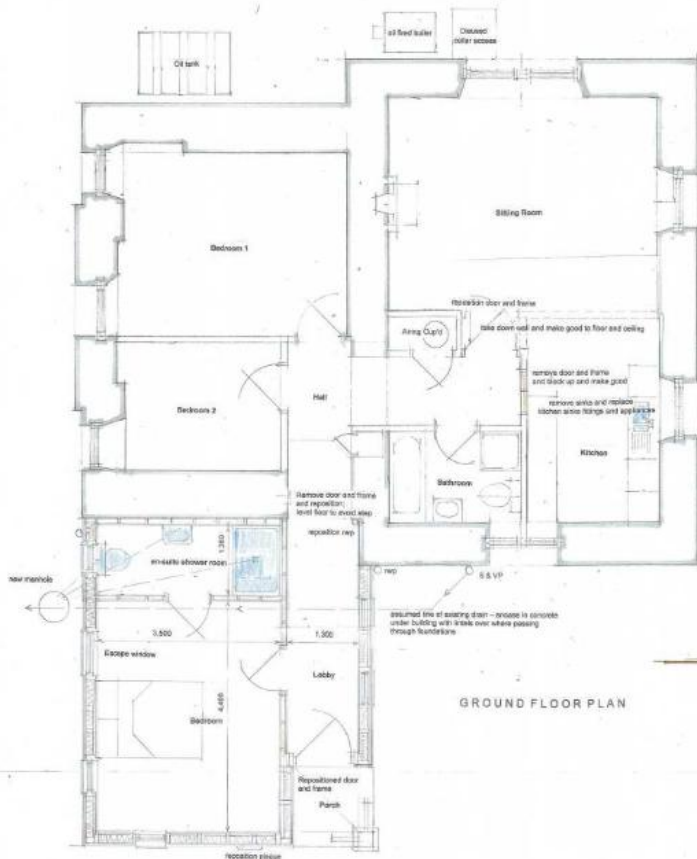 oil fired boiler
Disused
boiler access
Oil tank
Sitting Room
Bedroom 1
reposition door and frame
Airing Cup'd
take down wall and make good to floor and ceiling
remove door and frame
and block up and make good
Hall
Bedroom 2
remove sinks and replace
kitchen sinks fittings and appliances
Kitchen
Bathroom
Remove door and frame
and reposition;
level floor to avoid step
reposition rwp
1,360
en-suite shower room
new manhole
rwp
S & VP
assumed line of existing drain – encase in concrete
under building with lintels over where passing
through foundations
3,500
1,300
Escape window
Lobby
Bedroom
GROUND FLOOR PLAN
Repositioned door
and frame
Porch
reposition plaque